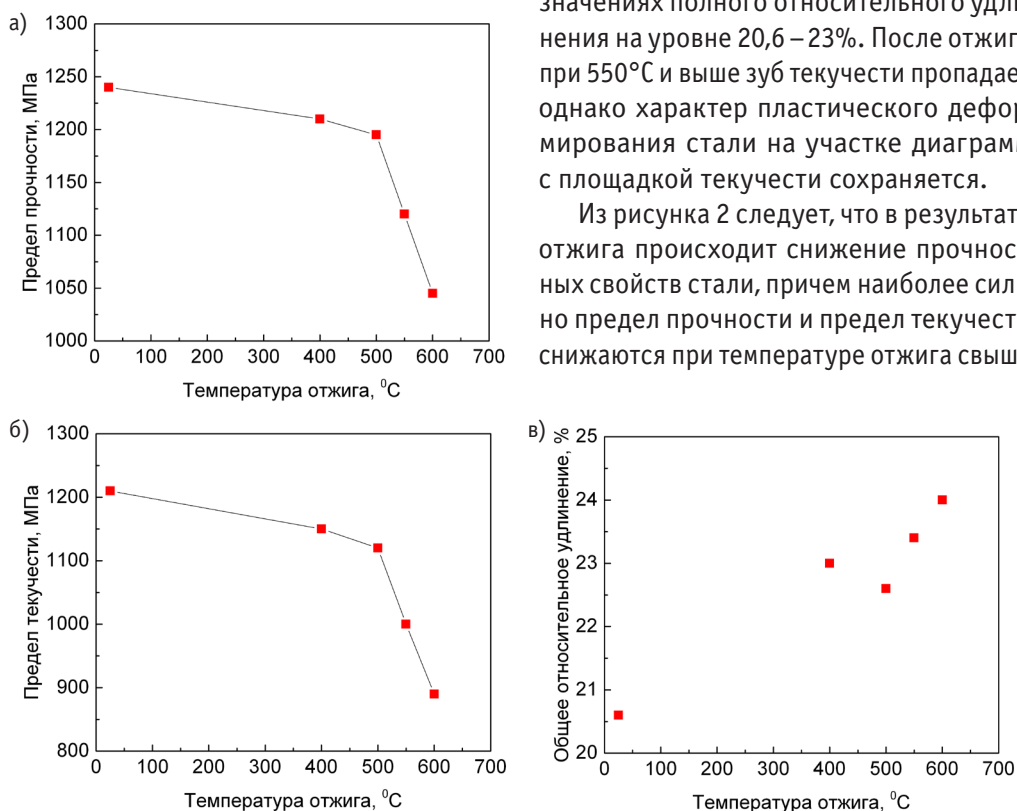 а)
1300
1250
1200
1150
1100
1050
1000
Предел прочности, МПа
0 100 200 300 400 500 600 700
Температура отжига, ⁰С
значениях полного относительного удли
нения на уровне 20,6 – 23%. После отжиг
при 550°С и выше зуб текучести пропадае
однако характер пластического дефор
мирования стали на участке диаграмм
с площадкой текучести сохраняется.
Из рисунка 2 следует, что в результат
отжига происходит снижение прочнос
ных свойств стали, причем наиболее сил
но предел прочности и предел текучест
снижаются при температуре отжига свыш
б)
1300
1200
1100
1000
900
800
Предел текучести, МПа
0 100 200 300 400 500 600 700
Температура отжига, ⁰С
в)
25
24
23
22
21
20
Общее относительное удлинение, %
0 100 200 300 400 500 600 700
Температура отжига, ⁰С